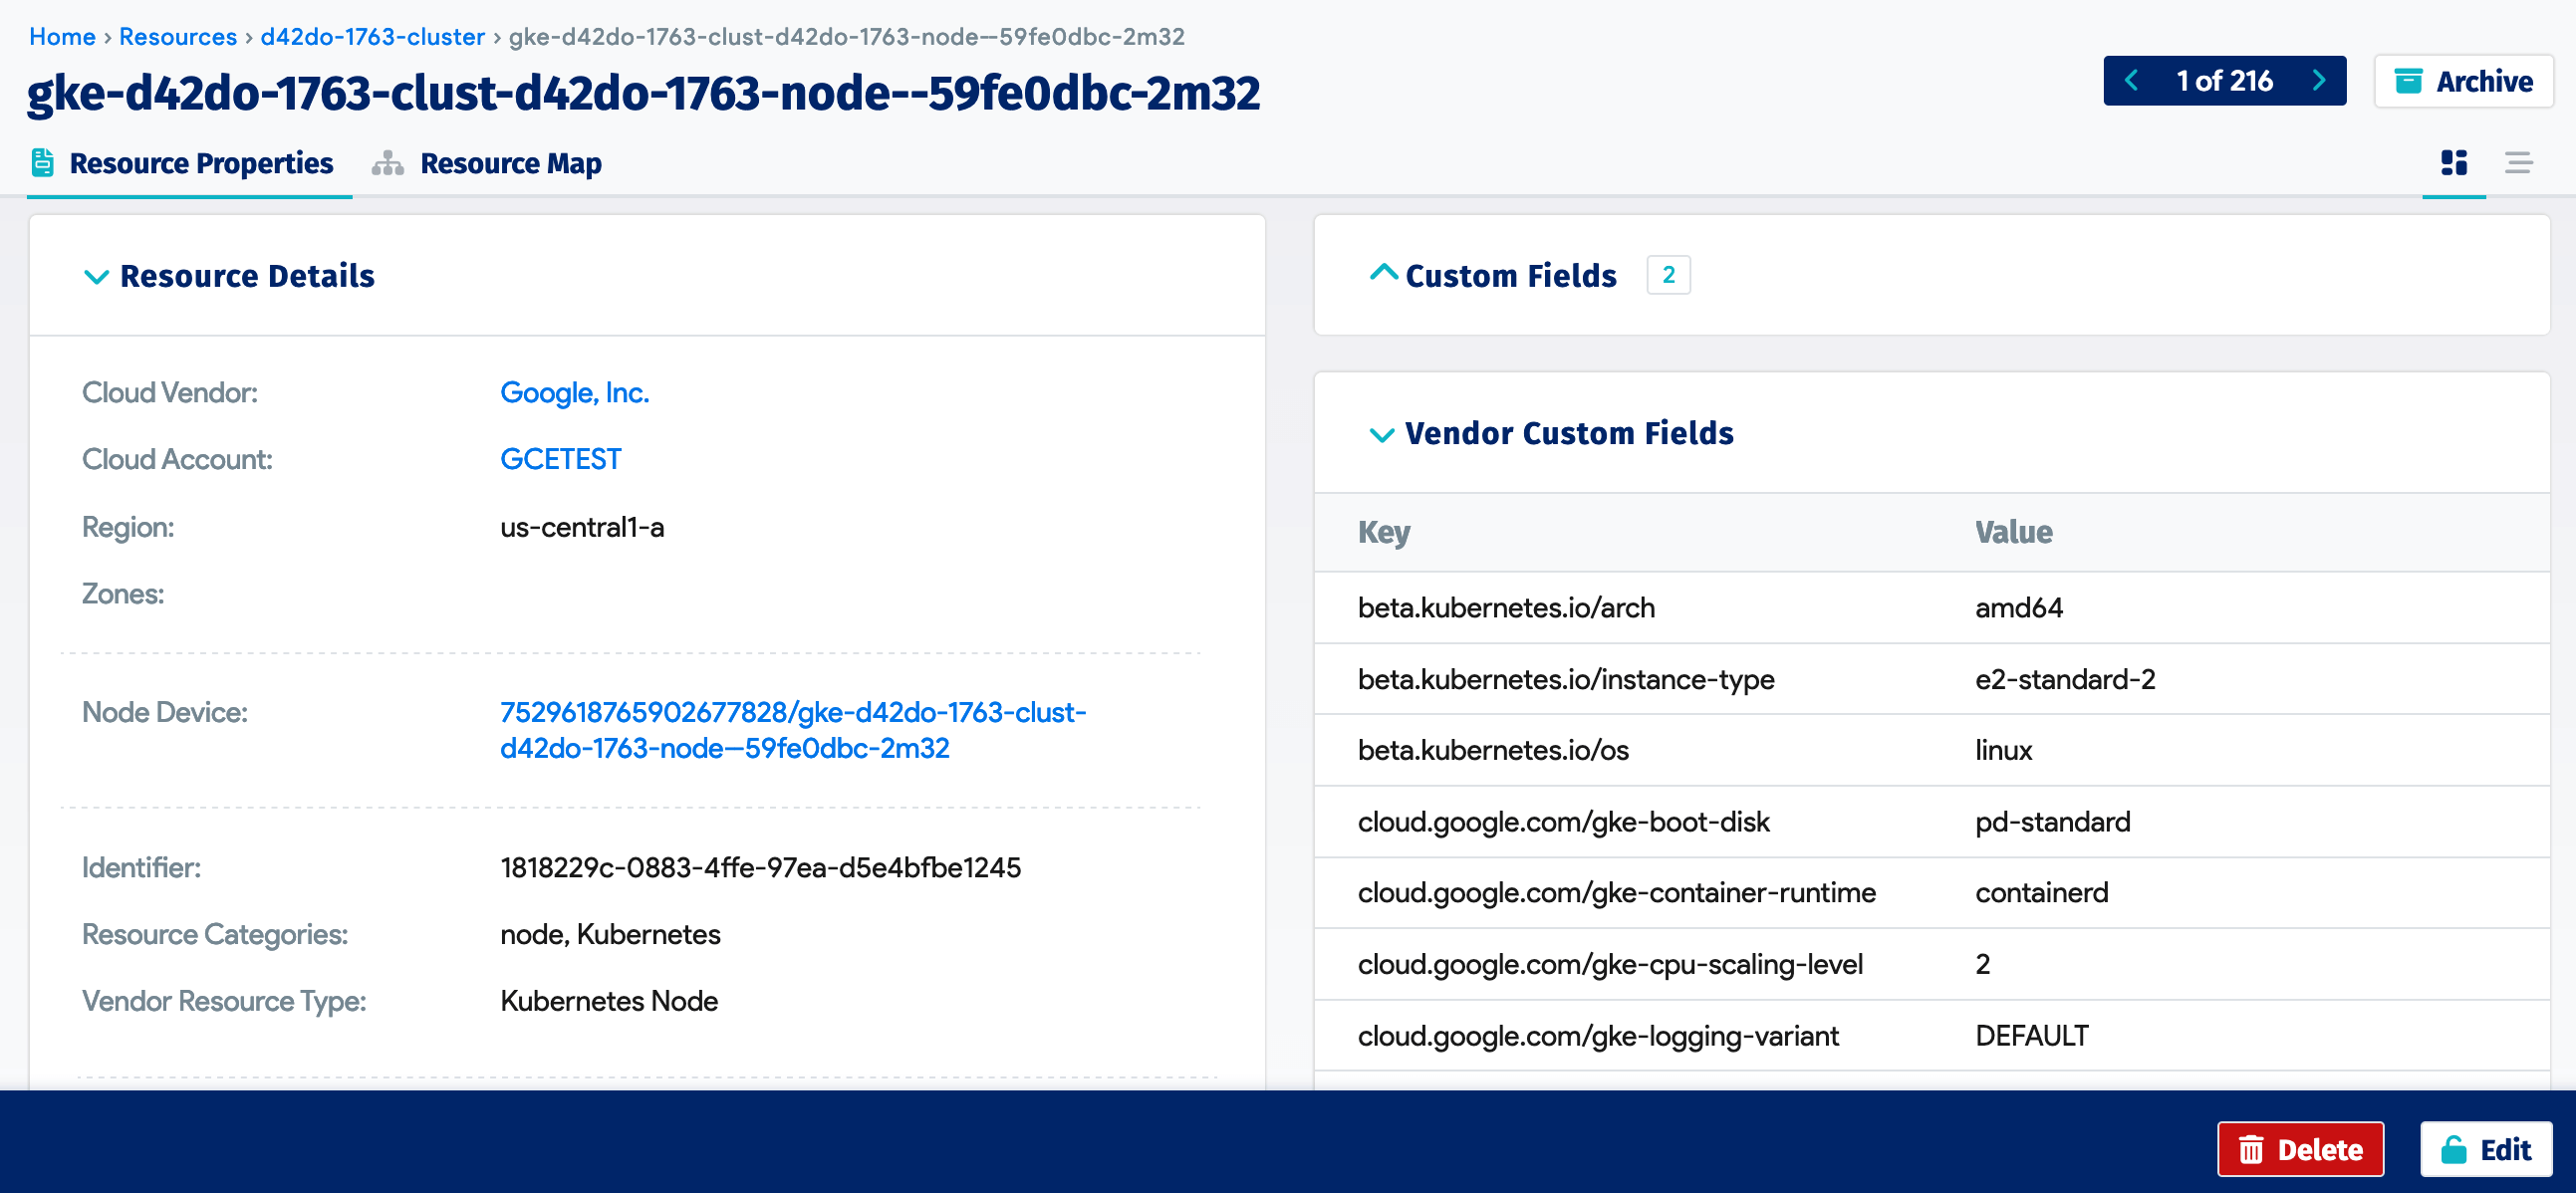 Home › Resources › d42do-1763-cluster › gke-d42do-1763-clust-d42do-1763-node--59fe0dbc-2m32
gke-d42do-1763-clust-d42do-1763-node--59fe0dbc-2m32
1 of 216
Archive
Resource Properties
Resource Map
Resource Details
Cloud Vendor: Google, Inc.
Cloud Account: GCETEST
Region: us-central1-a
Zones:
Node Device: 7529618765902677828/gke-d42do-1763-clust-
d42do-1763-node--59fe0dbc-2m32
Identifier: 1818229c-0883-4ffe-97ea-d5e4bfbe1245
Resource Categories: node, Kubernetes
Vendor Resource Type: Kubernetes Node
Custom Fields 2
Vendor Custom Fields
Key Value
beta.kubernetes.io/arch amd64
beta.kubernetes.io/instance-type e2-standard-2
beta.kubernetes.io/os linux
cloud.google.com/gke-boot-disk pd-standard
cloud.google.com/gke-container-runtime containerd
cloud.google.com/gke-cpu-scaling-level 2
cloud.google.com/gke-logging-variant DEFAULT
Delete
Edit